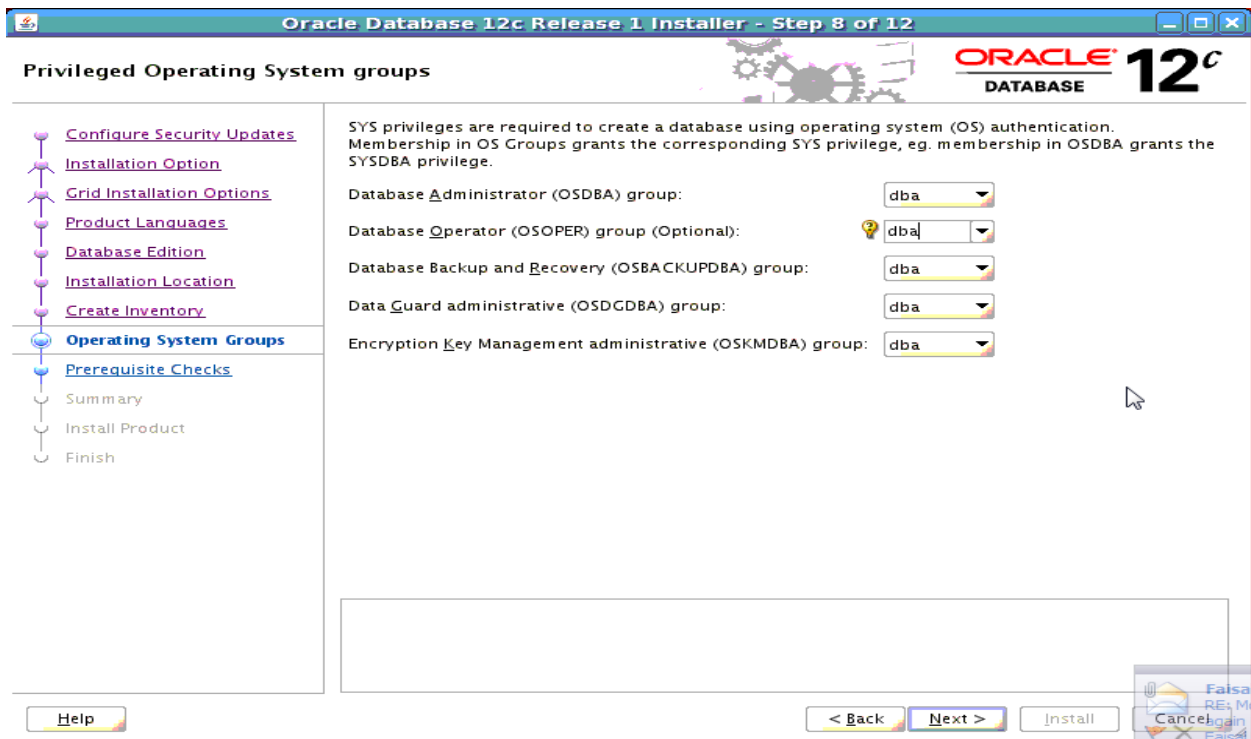 Oracle Database 12c Release 1 Installer - Step 8 of 12
Privileged Operating System groups
ORACLE
DATABASE
12c
Configure Security Updates
Installation Option
Grid Installation Options
Product Languages
Database Edition
Installation Location
Create Inventory
Operating System Groups
Prerequisite Checks
Summary
Install Product
Finish
SYS privileges are required to create a database using operating system (OS) authentication.
Membership in OS Groups grants the corresponding SYS privilege, eg. membership in OSDBA grants the
SYSDBA privilege.
Database Administrator (OSDBA) group: dba
Database Operator (OSOPER) group (Optional): dba
Database Backup and Recovery (OSBACKUPDBA) group: dba
Data Guard administrative (OSDGDBA) group: dba
Encryption Key Management administrative (OSKMDBA) group: dba
Help
< Back
Next >
Install
Cancel
Faisa
RE: M
again